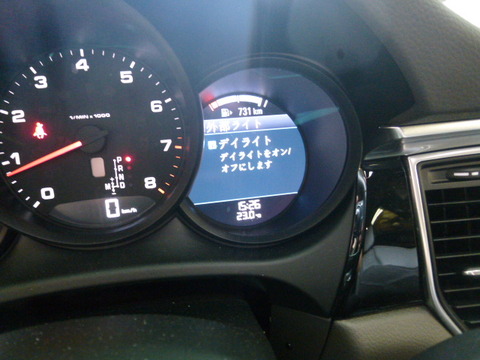 4
3
5
2
6
1/MIN x 1000
1
7
0
8
P
R
N
D
M
0 km/h
731 km
外部ライト
デイライト
デイライトをオン/
オフにします
15:26
23.0 °C